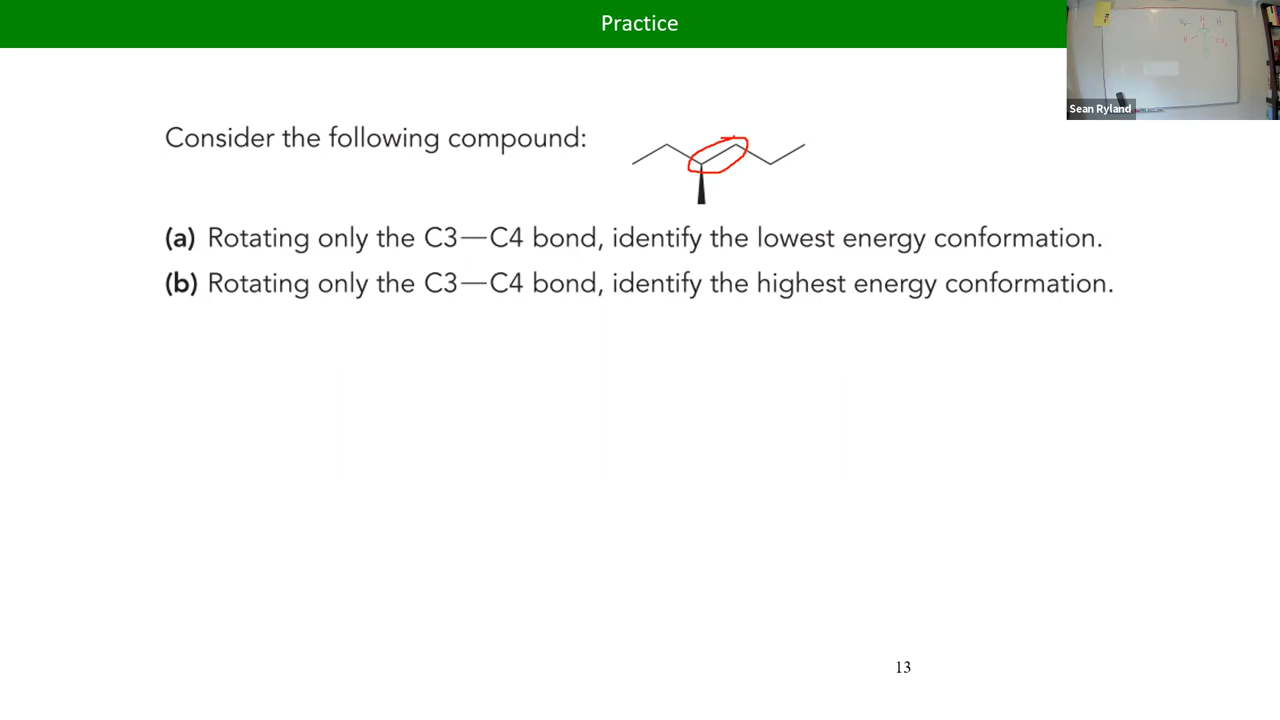 Practice
Sean Ryland
Consider the following compound:
(a) Rotating only the C3—C4 bond, identify the lowest energy conformation.
(b) Rotating only the C3—C4 bond, identify the highest energy conformation.
13